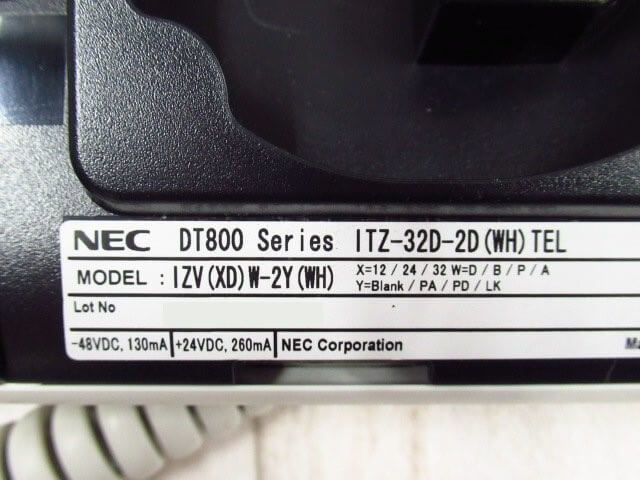 NEC DT800 Series ITZ-32D-2D(WH)TEL
MODEL : IZV(XD)W-2Y(WH) X=12 / 24 / 32 W=D / B / P / A
Y=Blank / PA / PD / LK
Lot No
-48VDC, 130mA +24VDC, 260mA NEC Corporation